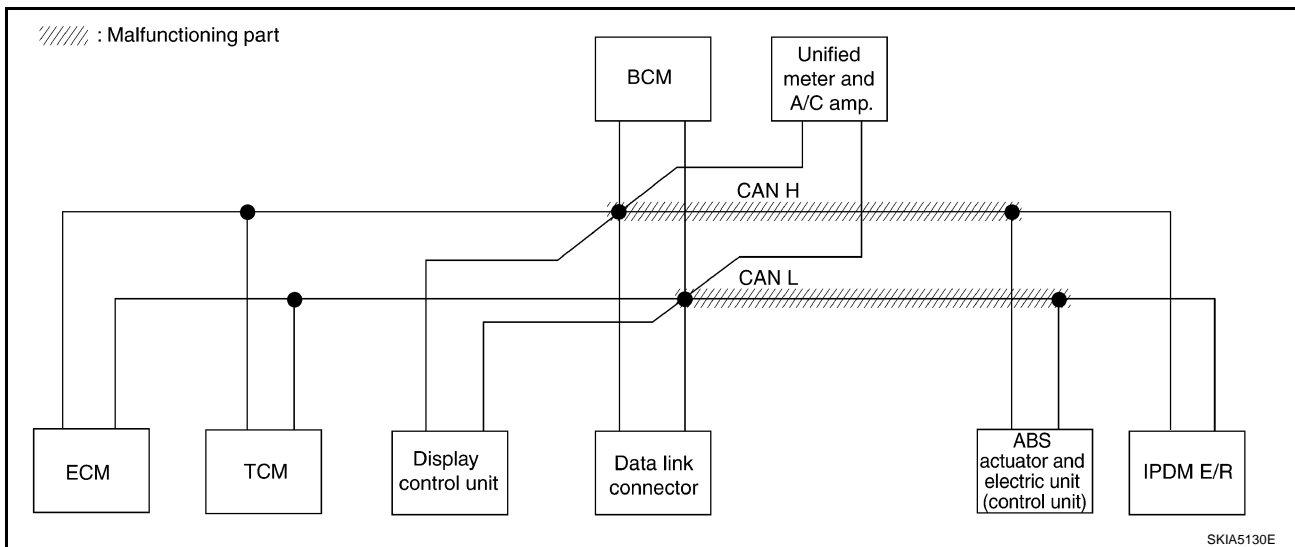 : Malfunctioning part
BCM
Unified
meter and
A/C amp.
CAN H
CAN L
ECM
TCM
Display
control unit
Data link
connector
ABS
actuator and
electric unit
(control unit)
IPDM E/R
SKIA5130E